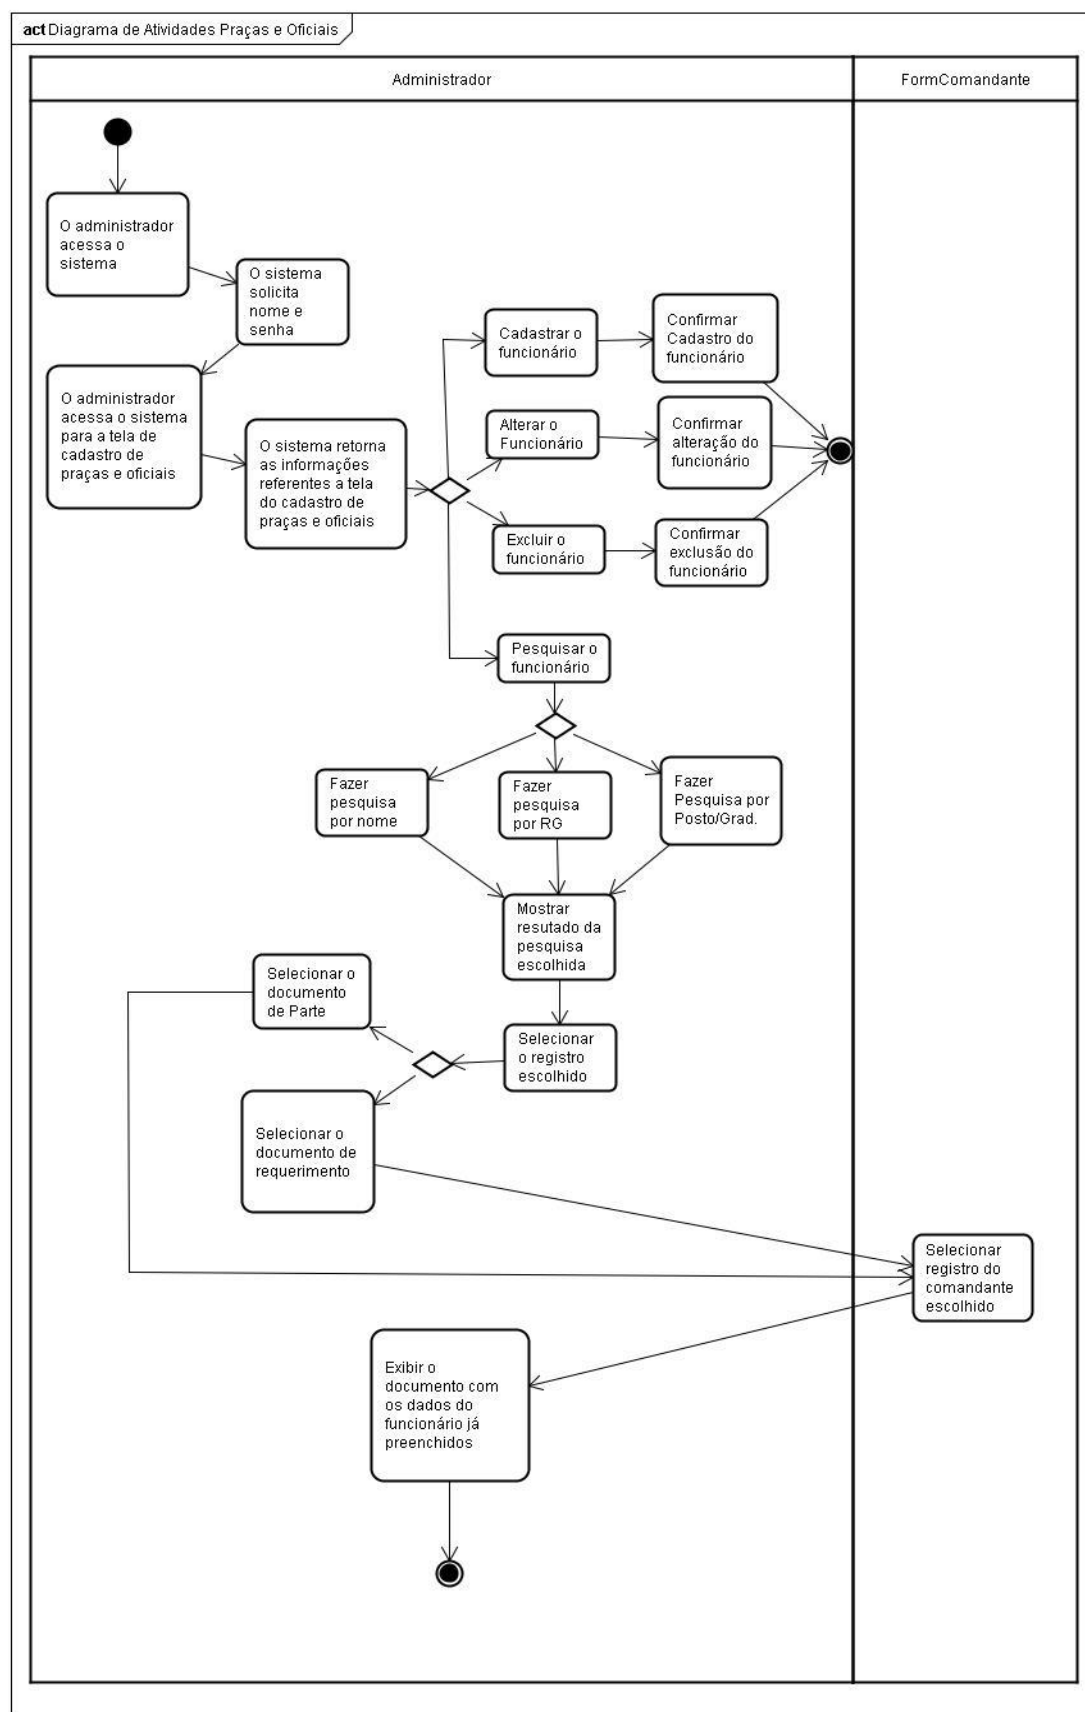 act Diagrama de Atividades Praças e Oficiais
Administrador
FormComandante
O administrador
acessa o
sistema
O sistema
solicita
nome e
senha
O administrador
acessa o sistema
para a tela de
cadastro de
praças e oficiais
O sistema retorna
as informações
referentes a tela
do cadastro de
praças e oficiais
Cadastrar o
funcionário
Confirmar
Cadastro do
funcionário
Alterar o
Funcionário
Confirmar
alteração do
funcionário
Excluir o
funcionário
Confirmar
exclusão do
funcionário
Pesquisar o
funcionário
Fazer
pesquisa
por nome
Fazer
pesquisa
por RG
Fazer
Pesquisa por
Posto/Grad.
Mostrar
resutado da
pesquisa
escolhida
Selecionar o
documento
de Parte
Selecionar
o registro
escolhido
Selecionar o
documento de
requerimento
Selecionar
registro do
comandante
escolhido
Exibir o
documento com
os dados do
funcionário já
preenchidos